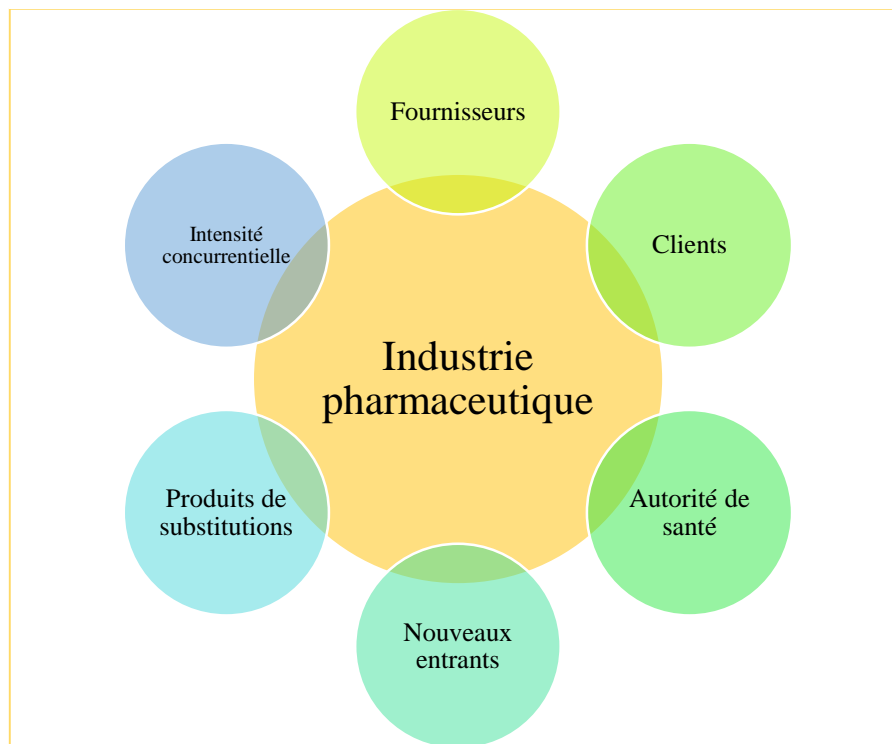 Fournisseurs
Intensité
concurrentielle
Clients
Industrie
pharmaceutique
Produits de
substitutions
Autorité de
santé
Nouveaux
entrants